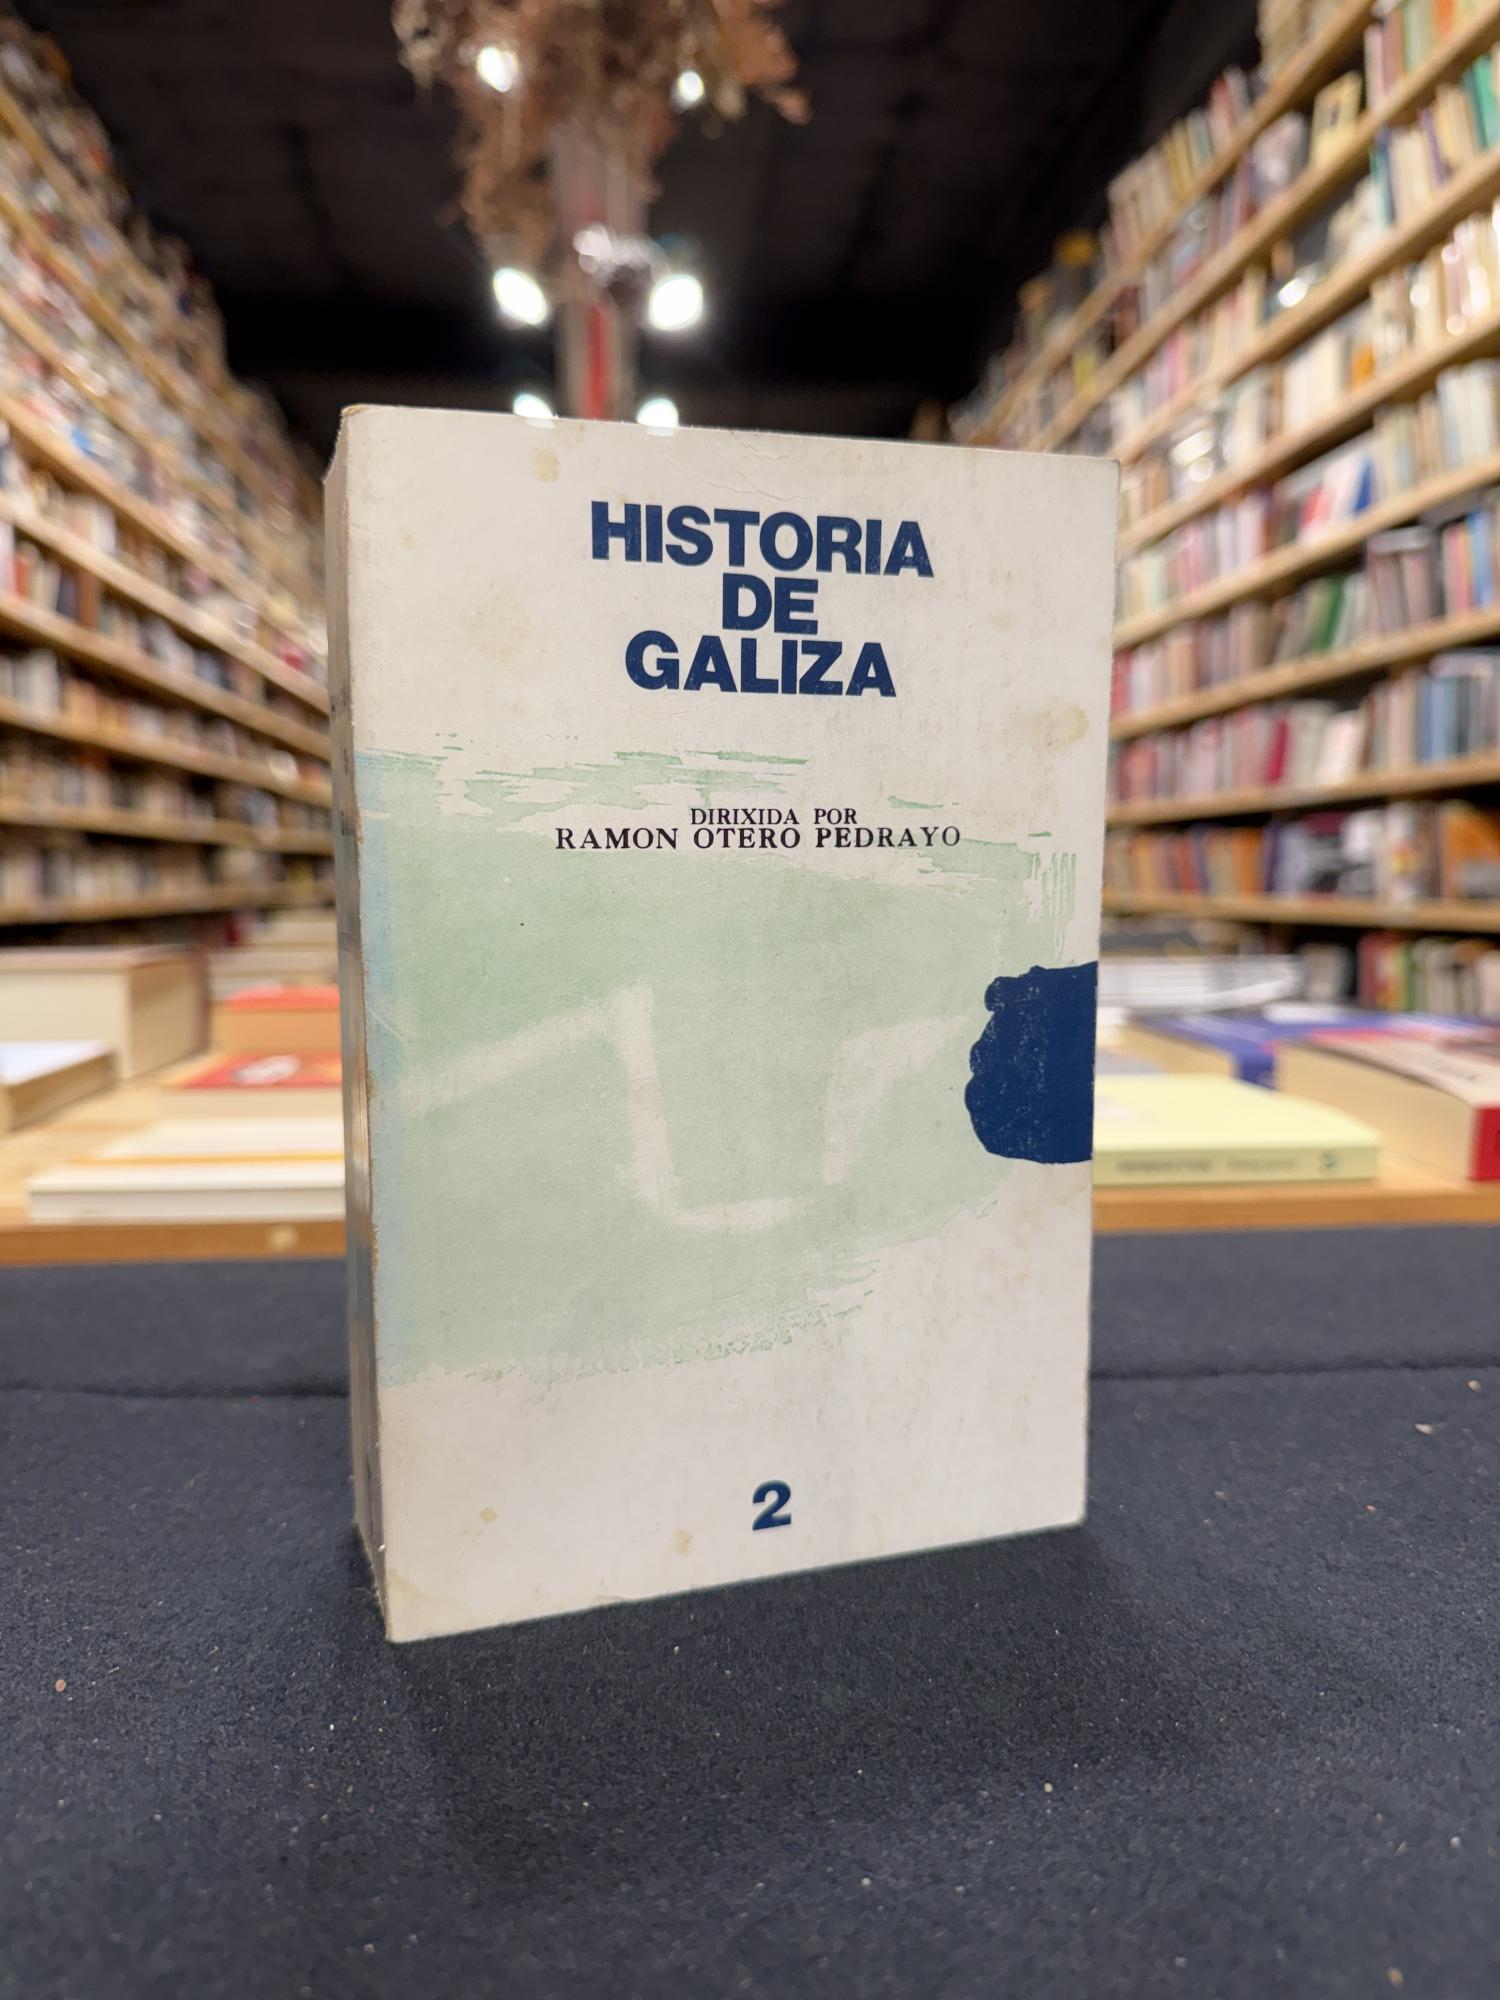 HISTORIA
DE
GALIZA
DIRIXIDA POR
RAMON OTERO PEDRAYO
2